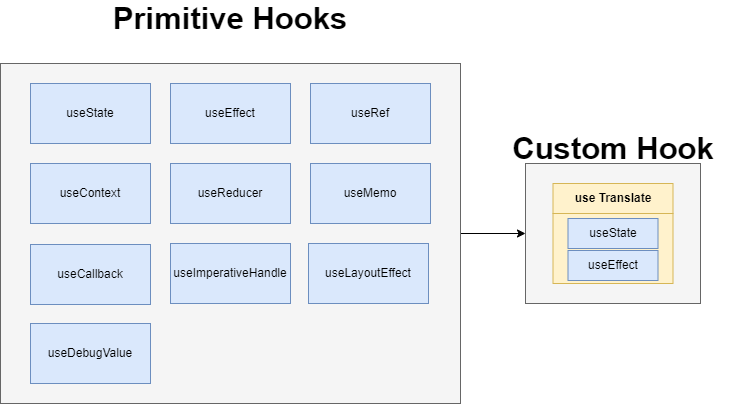 Primitive Hooks
useState
useEffect
useRef
useContext
useReducer
useMemo
useCallback
useImperativeHandle
useLayoutEffect
useDebugValue
Custom Hook
use Translate
useState
useEffect